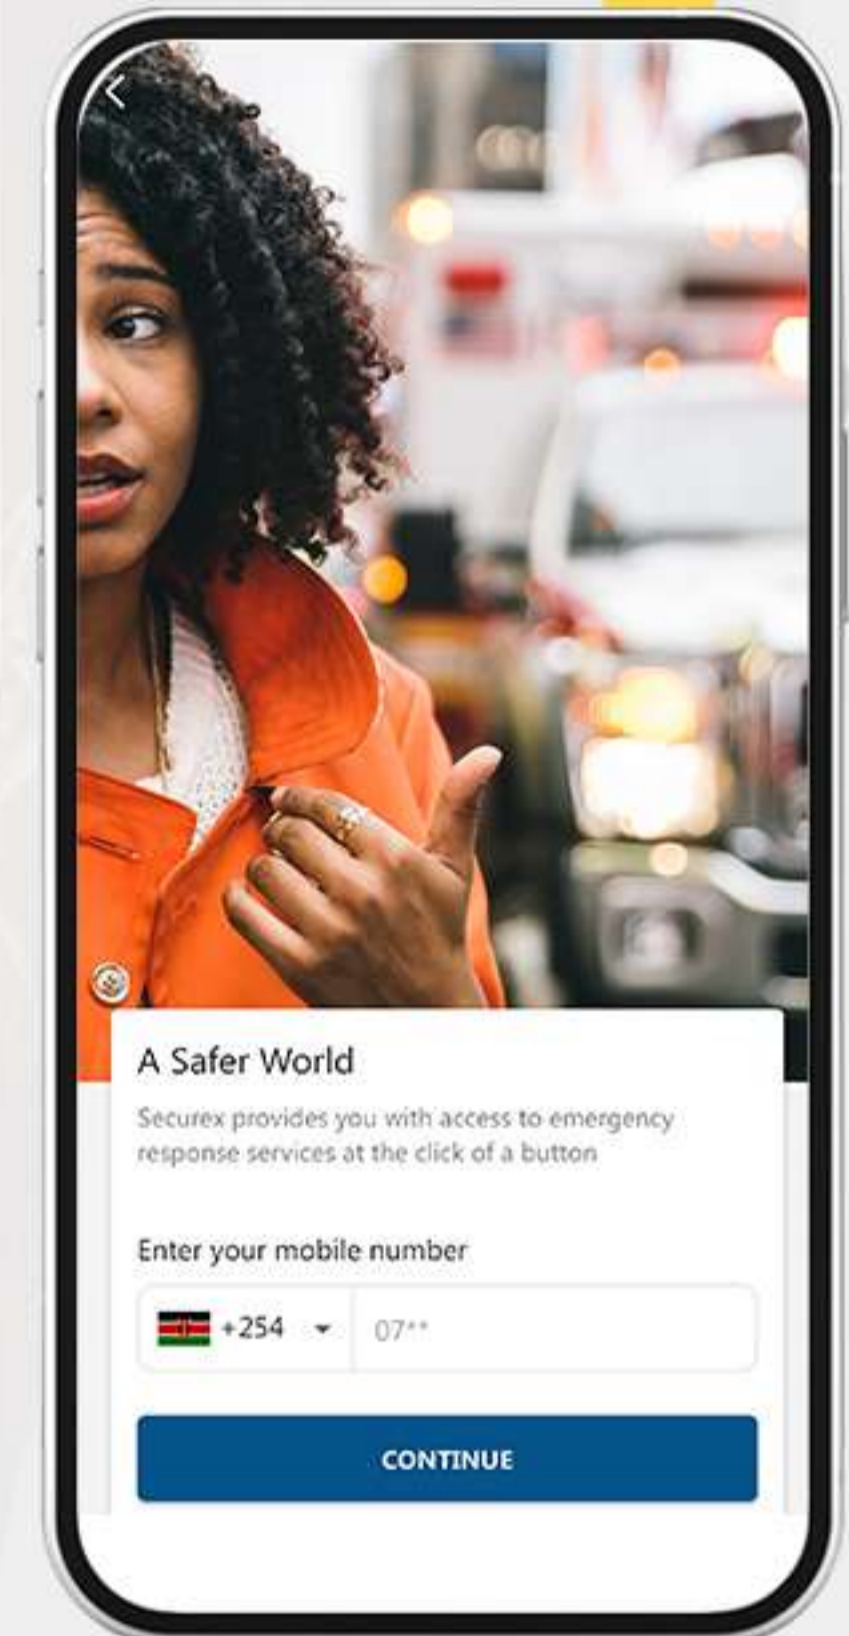 A Safer World
Securex provides you with access to emergency
response services at the click of a button
Enter your mobile number
+254
07**
CONTINUE